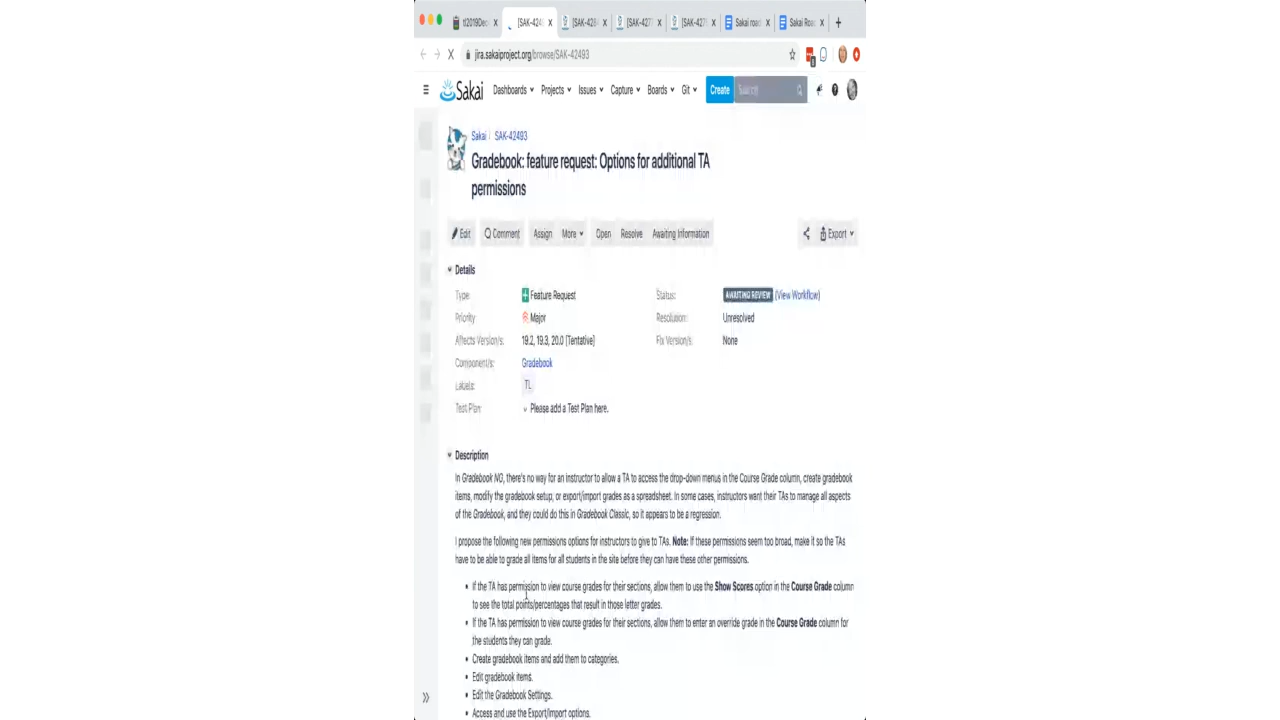 tl2019Dec
[SAK-424
[SAK-428
[SAK-427
[SAK-427
Sakai road
Sakai Roa
jira.sakaiproject.org/browse/SAK-42493
Sakai Dashboards Projects Issues Capture Boards Git Create Search
Sakai / SAK-42493
Gradebook: feature request: Options for additional TA
permissions
Edit Comment Assign More Open Resolve Awaiting Information Export
Details
Type: Feature Request Status: AWAITING REVIEW (View Workflow)
Priority: Major Resolution: Unresolved
Affects Version/s: 19.2, 19.3, 20.0 [Tentative] Fix Version/s: None
Component/s: Gradebook
Labels: TL
Test Plan: Please add a Test Plan here.
Description
In Gradebook NG, there's no way for an instructor to allow a TA to access the drop-down menus in the Course Grade column, create gradebook
items, modify the gradebook setup, or export/import grades as a spreadsheet. In some cases, instructors want their TAs to manage all aspects
of the Gradebook, and they could do this in Gradebook Classic, so it appears to be a regression.
I propose the following new permissions options for instructors to give to TAs. Note: If these permissions seem too broad, make it so the TAs
have to be able to grade all items for all students in the site before they can have these other permissions.
• If the TA has permission to view course grades for their sections, allow them to use the Show Scores option in the Course Grade column
to see the total points/percentages that result in those letter grades.
• If the TA has permission to view course grades for their sections, allow them to enter an override grade in the Course Grade column for
the students they can grade.
• Create gradebook items and add them to categories.
• Edit gradebook items.
• Edit the Gradebook Settings.
• Access and use the Export/Import options.